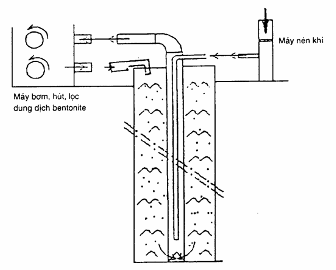 Máy nén khí
Máy bơm, hút, lọc
dung dịch bentonite